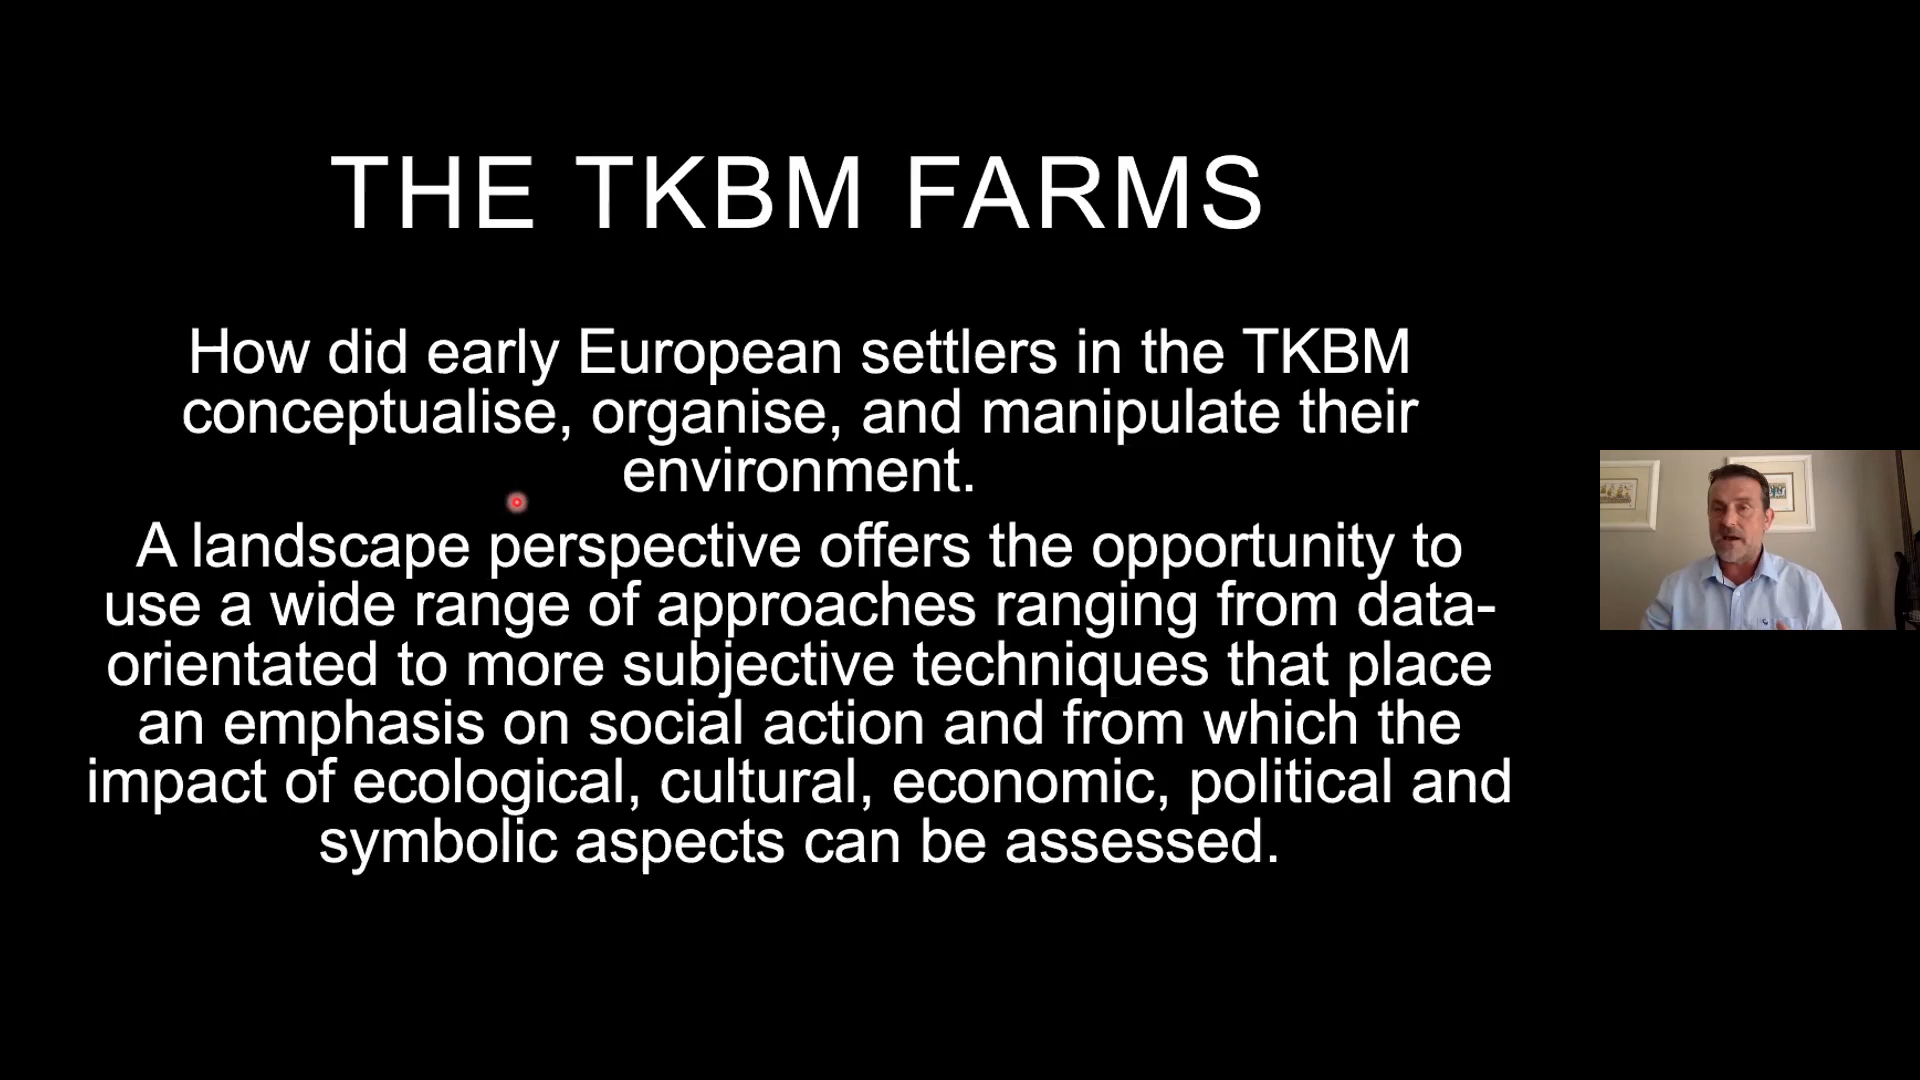 THE TKBM FARMS
How did early European settlers in the TKBM
conceptualise, organise, and manipulate their
environment.
A landscape perspective offers the opportunity to
use a wide range of approaches ranging from data-
orientated to more subjective techniques that place
an emphasis on social action and from which the
impact of ecological, cultural, economic, political and
symbolic aspects can be assessed.